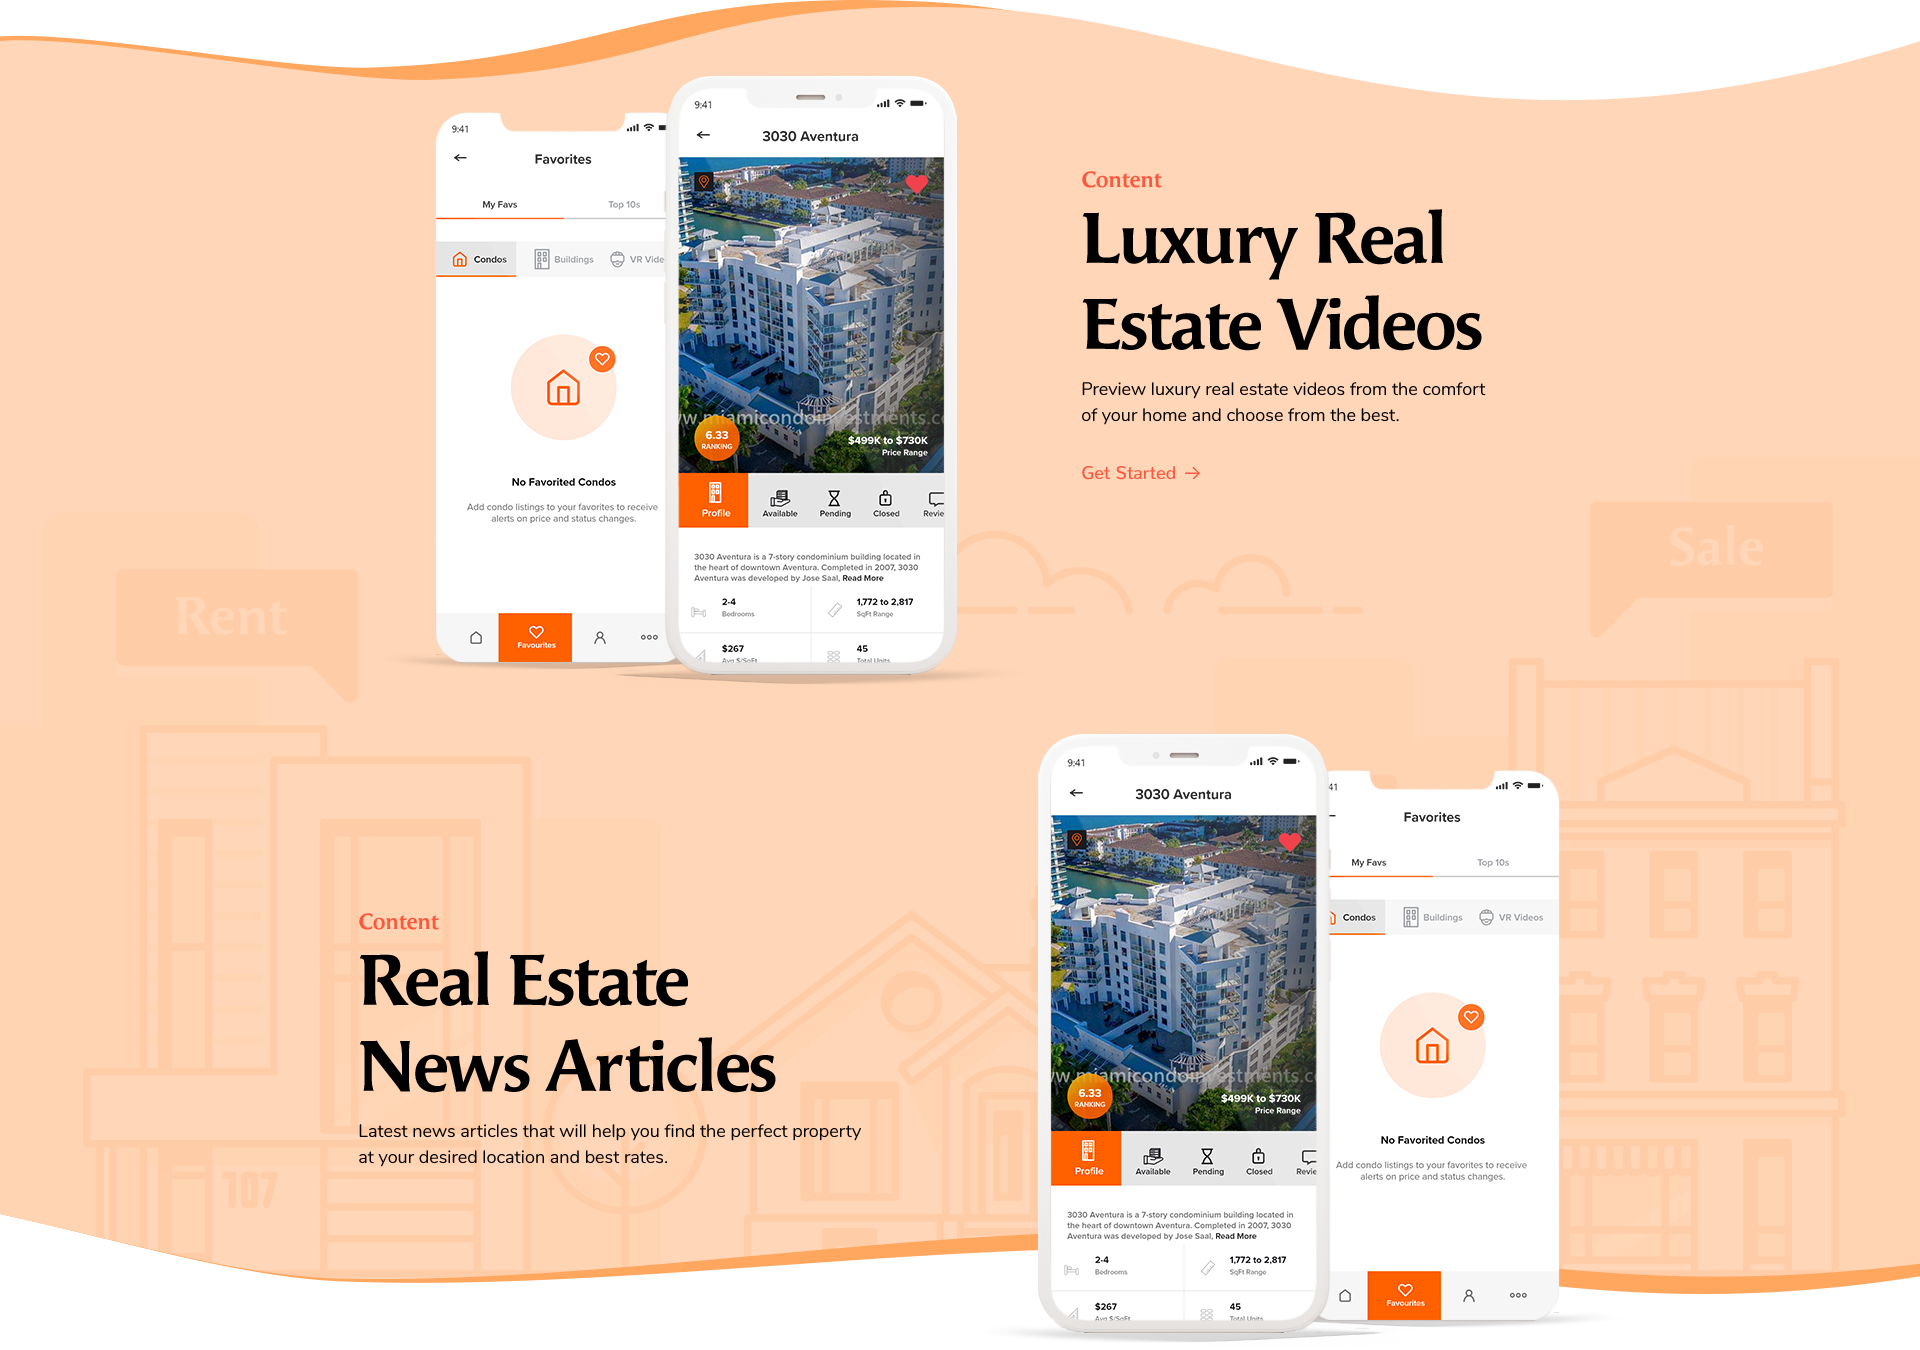 9:41
Favorites
My Favs
Top 10s
Condos
Buildings
No Favorited Condos
Add condo listings to your favorites to receive
alerts on price and status changes.
Favourites
9:41
3030 Aventura
miamicondoinvestments
6.33
RANKING
$499K to $730K
Price Range
Profile
Available
Pending
Closed
3030 Aventura is a 7-story condominium building located in
the heart of downtown Aventura. Completed in 2007, 3030
Aventura was developed by Jose Saal, Read More
2-4
Bedrooms
1,772 to 2,817
SqFt Range
$267
Avg $/SqFt
45
Total Units
Content
Luxury Real
Estate Videos
Preview luxury real estate videos from the comfort
of your home and choose from the best.
Get Started
Rent
Sale
Content
Real Estate
News Articles
Latest news articles that will help you find the perfect property
at your desired location and best rates.
107
9:41
3030 Aventura
miamicondoinvestments
6.33
RANKING
$499K to $730K
Price Range
Profile
Available
Pending
Closed
3030 Aventura is a 7-story condominium building located in
the heart of downtown Aventura. Completed in 2007, 3030
Aventura was developed by Jose Saal, Read More
2-4
Bedrooms
1,772 to 2,817
SqFt Range
$267
Avg $/SqFt
45
Total Units
Favorites
My Favs
Top 10s
Condos
Buildings
VR Videos
No Favorited Condos
Add condo listings to your favorites to receive
alerts on price and status changes.
Favourites